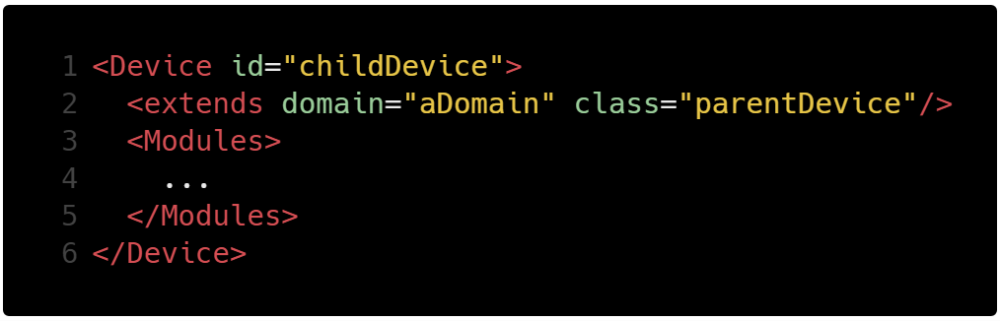 1 <Device id="childDevice">
2   <extends domain="aDomain" class="parentDevice"/>
3   <Modules>
4     ...
5   </Modules>
6 </Device>